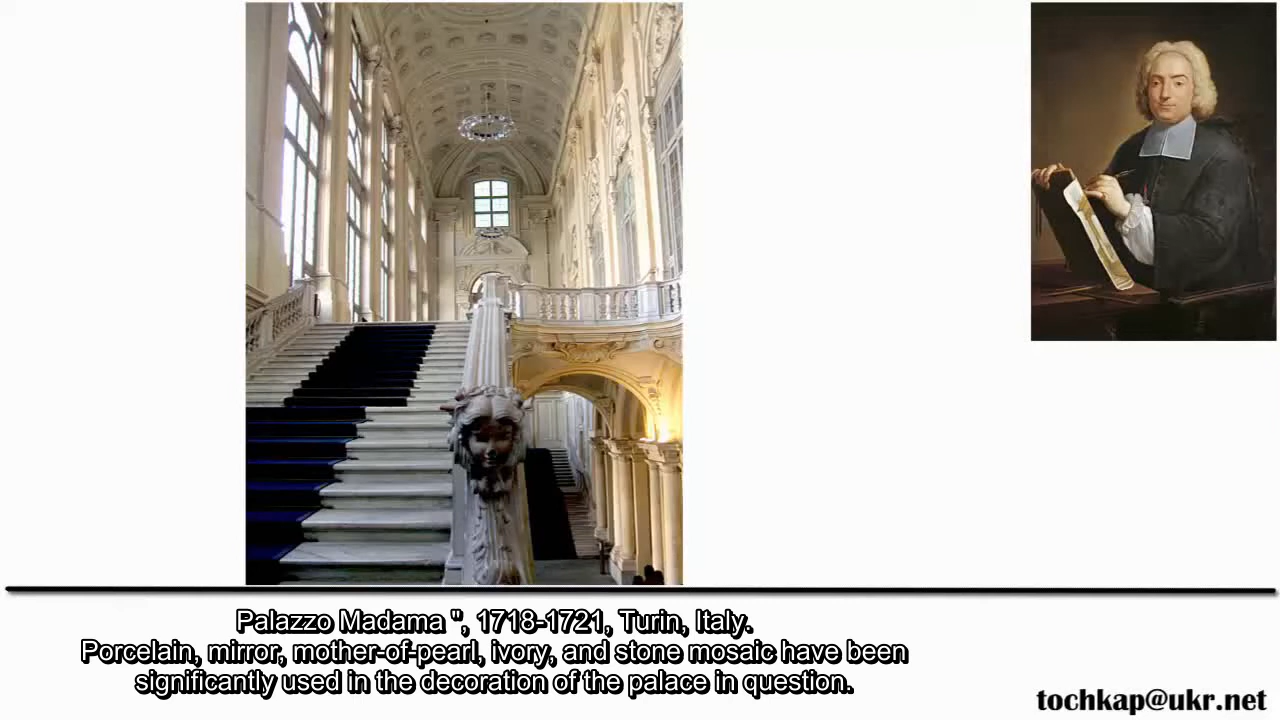 Palazzo Madama ", 1718-1721, Turin, Italy.
Porcelain, mirror, mother-of-pearl, ivory, and stone mosaic have been
significantly used in the decoration of the palace in question.
tochkap@ukr.net